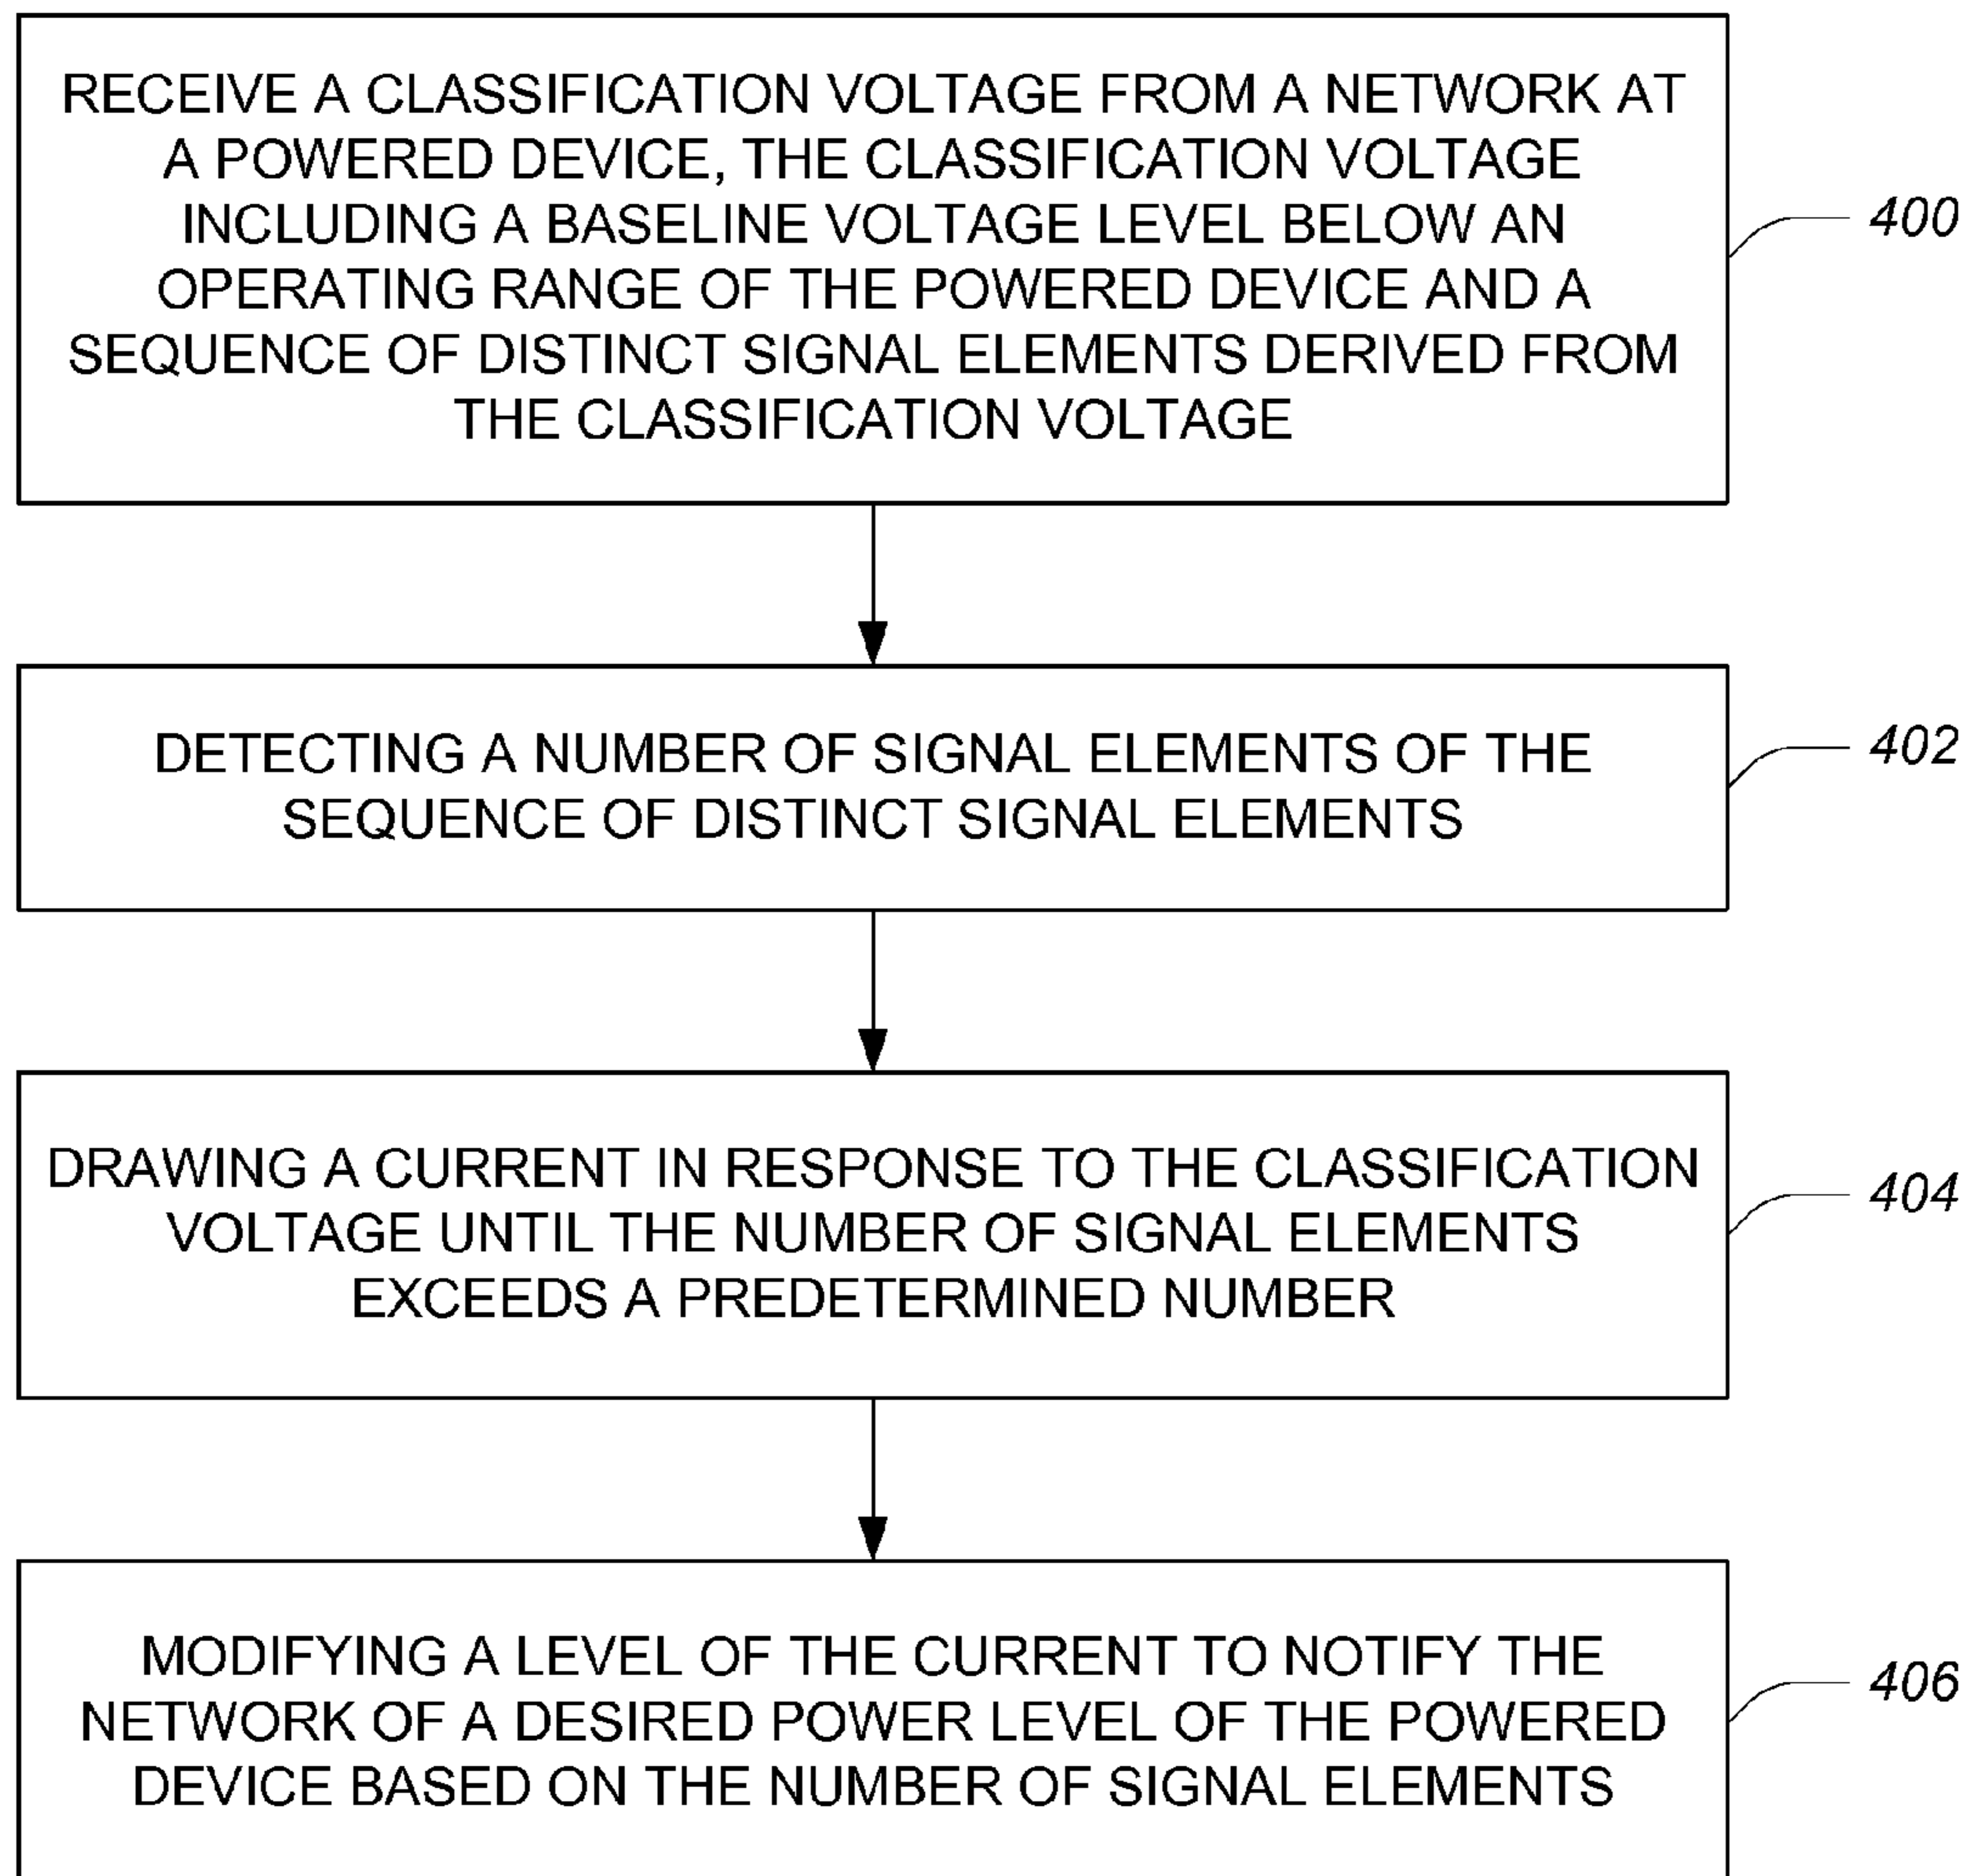 RECEIVE A CLASSIFICATION VOLTAGE FROM A NETWORK AT
A POWERED DEVICE, THE CLASSIFICATION VOLTAGE
INCLUDING A BASELINE VOLTAGE LEVEL BELOW AN
OPERATING RANGE OF THE POWERED DEVICE AND A
SEQUENCE OF DISTINCT SIGNAL ELEMENTS DERIVED FROM
THE CLASSIFICATION VOLTAGE
400
DETECTING A NUMBER OF SIGNAL ELEMENTS OF THE
SEQUENCE OF DISTINCT SIGNAL ELEMENTS
402
DRAWING A CURRENT IN RESPONSE TO THE CLASSIFICATION
VOLTAGE UNTIL THE NUMBER OF SIGNAL ELEMENTS
EXCEEDS A PREDETERMINED NUMBER
404
MODIFYING A LEVEL OF THE CURRENT TO NOTIFY THE
NETWORK OF A DESIRED POWER LEVEL OF THE POWERED
DEVICE BASED ON THE NUMBER OF SIGNAL ELEMENTS
406